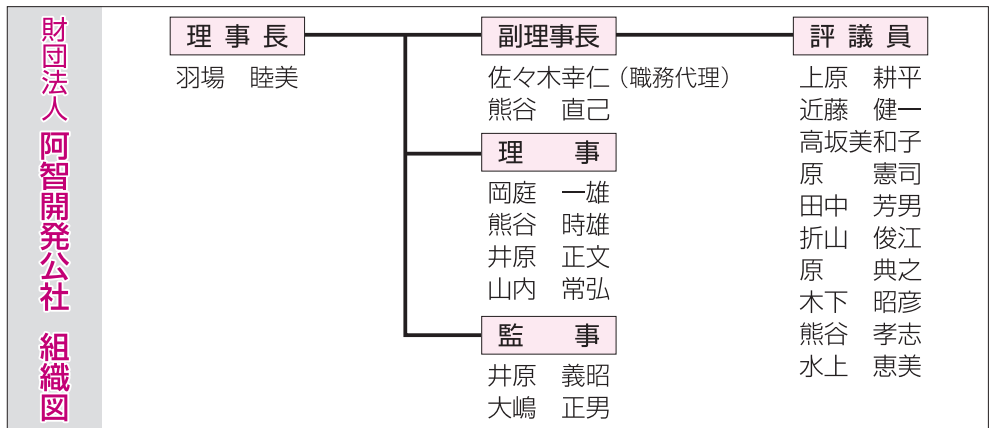 財団法人 阿智開発公社 組織図
理事長
羽場 睦美
副理事長
佐々木幸仁（職務代理）
熊谷 直己
理 事
岡庭 一雄
熊谷 時雄
井原 正文
山内 常弘
監 事
井原 義昭
大嶋 正男
評議員
上原 耕平
近藤 健一
高坂美和子
原 憲司
田中 芳男
折山 俊江
原 典之
木下 昭彦
熊谷 孝志
水上 恵美